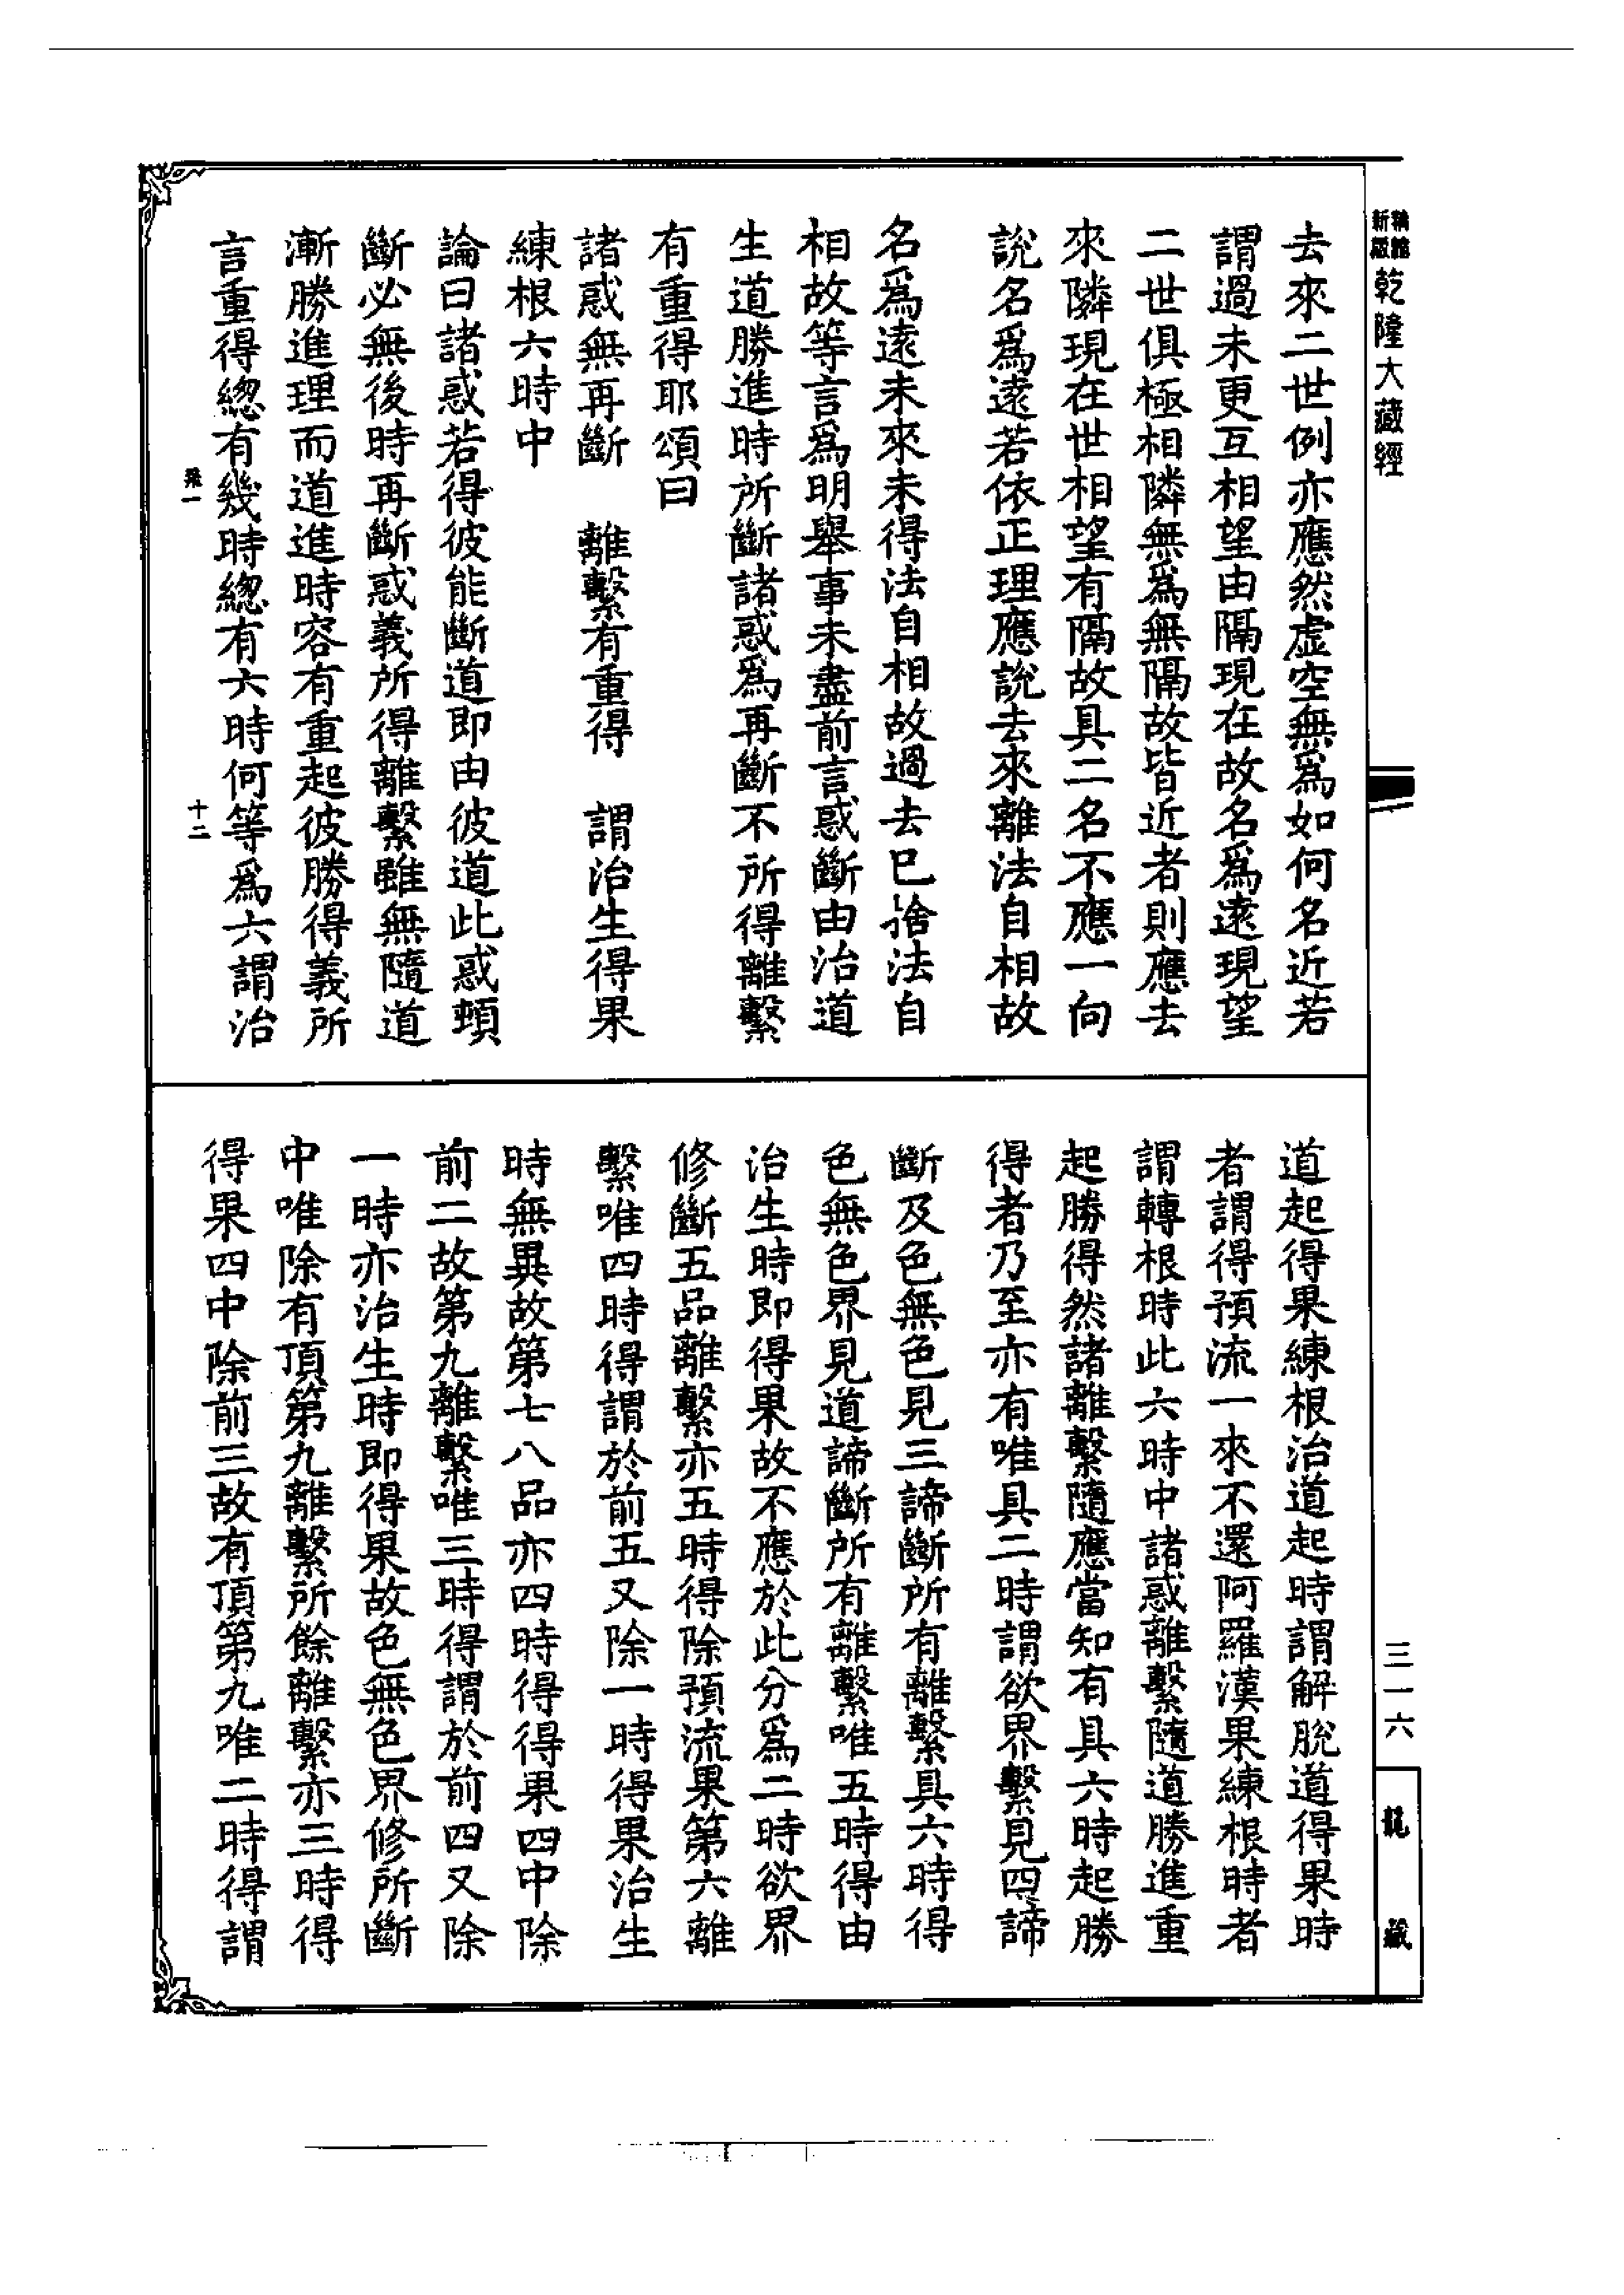 新編縮版乾隆大藏經
去來二世例亦應然虛空無為如何名近若
謂過未更互相望由隔現在故名為遠現望
二世俱極相隣無為無隔故皆近者則應去
來隣現在世相望有隔故具二名不應一向
說名為遠若依正理應說去來離法自相故
名為遠未來未得法自相故過去已捨法自
相故等言為明舉事未盡前言惑斷由治道
生道勝進時所斷諸惑為再斷不所得離繫
有重得耶頌曰
諸惑無再斷　離繫有重得　謂治生得果
練根六時中
論曰諸惑若得彼能斷道即由彼道此惑頓
斷必無後時再斷惑義所得離繫雖無隨道
漸勝進理而道進時容有重起彼勝得義所
言重得總有幾時總有六時何等為六謂治
十二
道起得果練根治道起時謂解脫道得果時
者謂得預流一來不還阿羅漢果練根時者
謂轉根時此六時中諸惑離繫隨道勝進重
起勝得然諸離繫隨應當知有具六時起勝
得者乃至亦有唯具二時謂欲界繫見四諦
斷及色無色見三諦斷所有離繫具六時得
色無色界見道諦斷所有離繫唯五時得由
治生時即得果故不應於此分為二時欲界
修斷五品離繫亦五時得除預流果第六離
繫唯四時得謂於前五又除一時得果治生
時無異故第七八品亦四時得得果四中除
前二故第九離繫唯三時得謂於前四又除
一時亦治生時即得果故色無色界修所斷
中唯除有頂第九離繫所餘離繫亦三時得
得果四中除前三故有頂第九唯二時得謂
三一六
龍藏